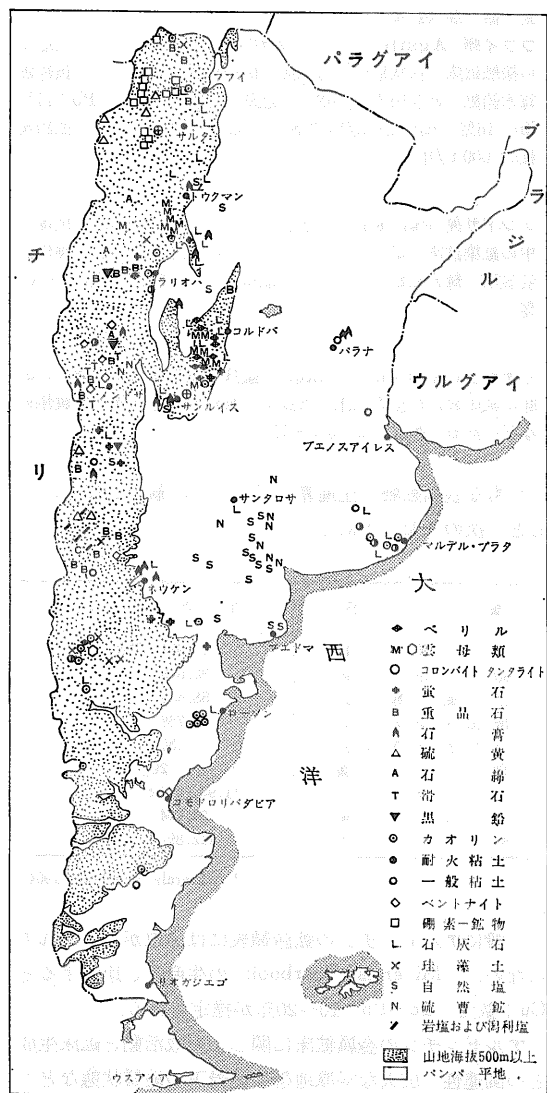 パラグアイ
ブラジル
フフイ
サルタ
トウクマン
チリ
ラリオハ
コルドバ
パラナ
サンルイス
ウルグアイ
ブエノスアイレス
サンタロサ
マルデル・プラタ
ネウケン
大西洋
ビエドマ
ローソン
コモドロリバダビア
リオガジエゴ
ウスアイア
ベリル
M 雲母類
コロンバイト タンタライト
蛍石
B 重晶石
石膏
硫黄
A 石綿
T 滑石
黒鉛
カオリン
耐火粘土
一般粘土
ベントナイト
硼素一鉱物
L 石灰石
X 珪藻土
S 自然塩
N 硫曹鉱
岩塩および潟利塩
山地海抜500m以上
パンパ 平地